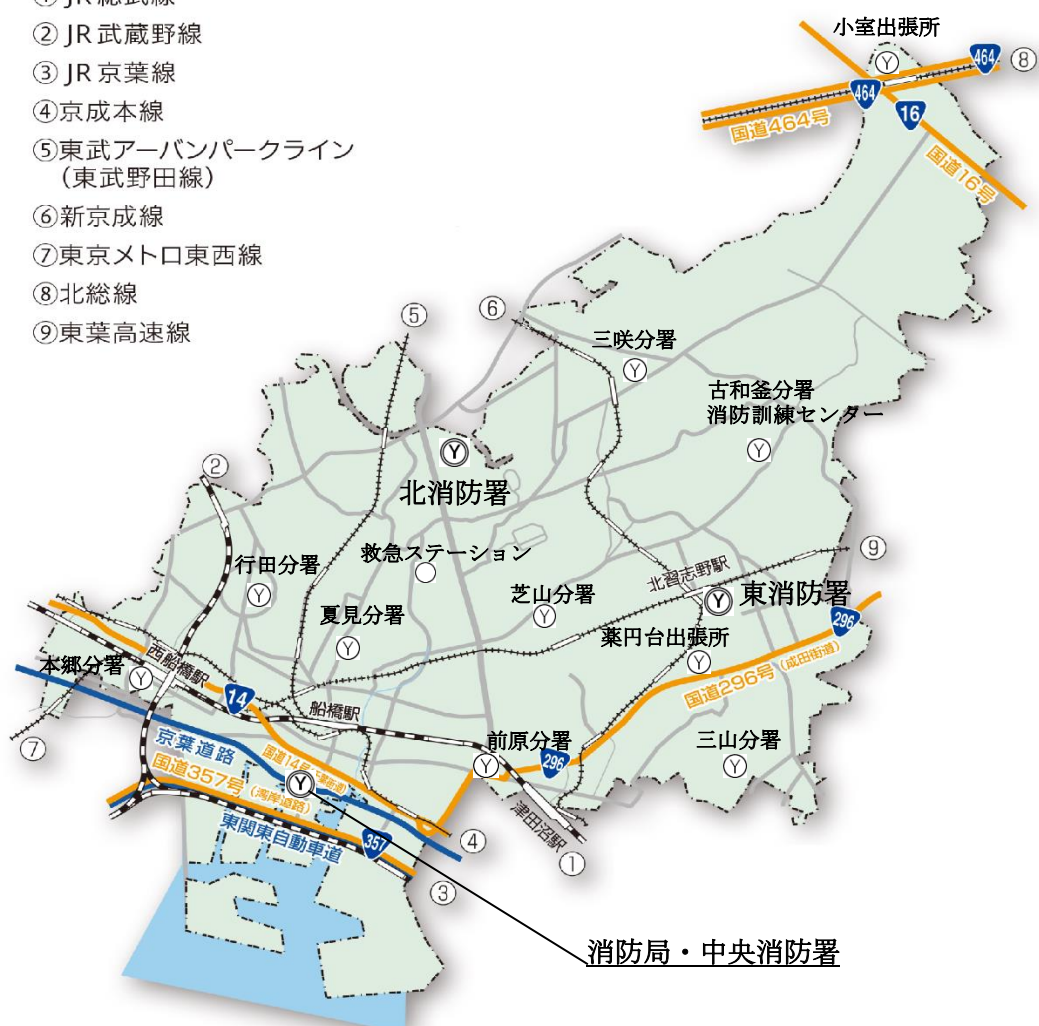 ① JR総武線
② JR武蔵野線
③ JR京葉線
④京成本線
⑤東武アーバンパークライン
(東武野田線)
⑥新京成線
⑦東京メトロ東西線
⑧北総線
⑨東葉高速線
小室出張所
Y
464
⑧
464
16
国道464号
国道16号
⑤
⑥
三咲分署
Y
古和釜分署
消防訓練センター
Y
Y
北消防署
②
救急ステーション
行田分署
Y
夏見分署
Y
芝山分署
Y
北習志野駅
⑨
Y
東消防署
296
薬円台出張所
Y
国道296号(成田街道)
本郷分署
Y
西船橋駅
14
船橋駅
⑦
京葉道路
国道14号(千葉街道)
国道357号(湾岸道路)
Y
東関東自動車道
357
前原分署
Y
296
三山分署
Y
津田沼駅
④
①
③
消防局・中央消防署